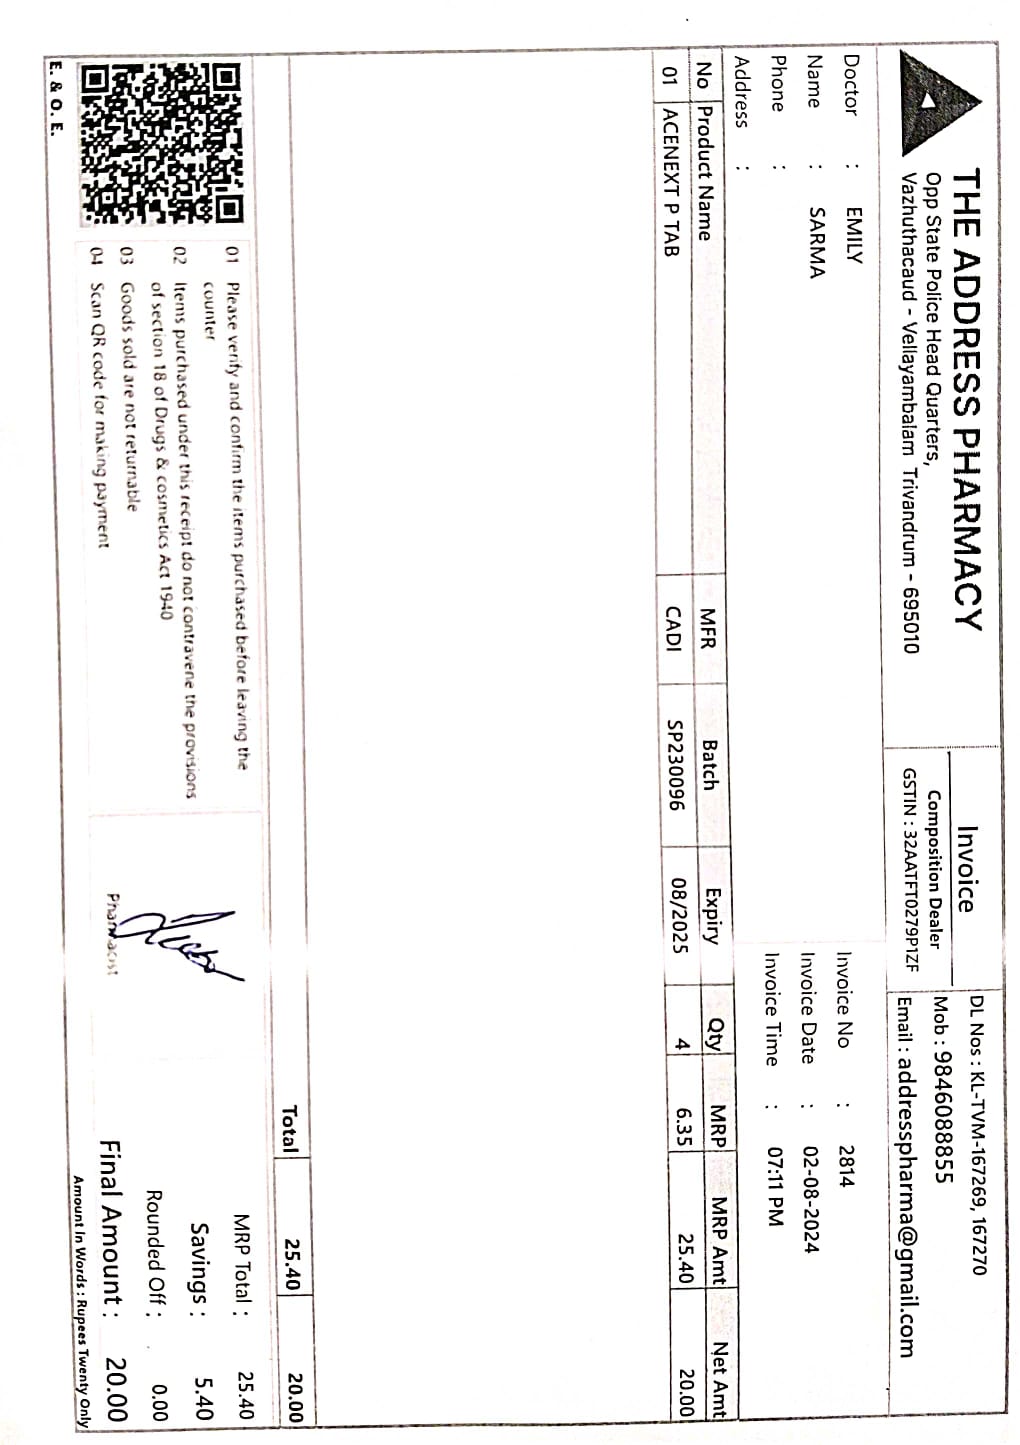 THE ADDRESS PHARMACY
Opp State Police Head Quarters,
Vazhuthacaud - Vellayambalam Trivandrum - 695010
Invoice
Composition Dealer
GSTIN : 32AATFT0279P1ZF
DL Nos : KL-TVM-167269, 167270
Mob : 9846088855
Email : addresspharma@gmail.com
Doctor : EMILY
Name : SARMA
Phone :
Address :
Invoice No : 2814
Invoice Date : 02-08-2024
Invoice Time : 07:11 PM
No Product Name MFR Batch Expiry Qty MRP MRP Amt Net Amt
01 ACENEXT P TAB CADI SP230096 08/2025 4 6.35 25.40 20.00
Total 25.40 20.00
01 Please verify and confirm the items purchased before leaving the
counter
02 Items purchased under this receipt do not contravene the provisions
of section 18 of Drugs & cosmetics Act 1940
03 Goods sold are not returnable
04 Scan QR code for making payment
E. & O. E.
Pharmacist
MRP Total : 25.40
Savings : 5.40
Rounded Off : 0.00
Final Amount : 20.00
Amount In Words : Rupees Twenty Only